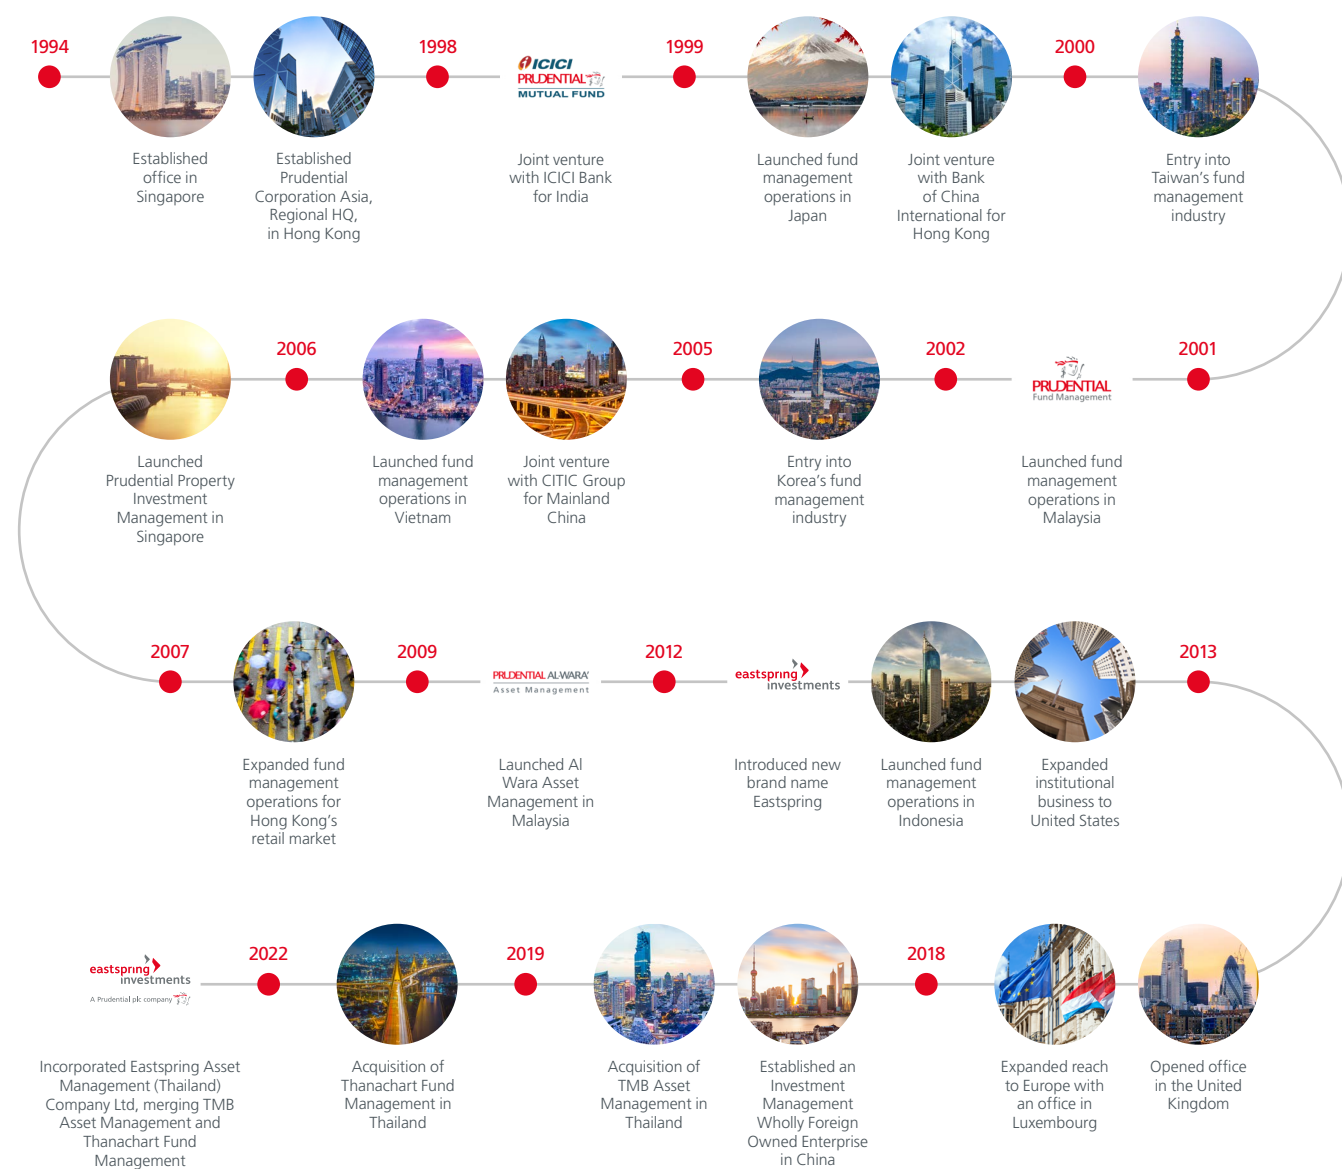 1994
Established
office in
Singapore
Established
Prudential
Corporation Asia,
Regional HQ,
in Hong Kong
1998
ICICI
PRUDENTIAL
MUTUAL FUND
Joint venture
with ICICI Bank
for India
1999
Launched fund
management
operations in
Japan
Joint venture
with Bank
of China
International for
Hong Kong
2000
Entry into
Taiwan's fund
management
industry
2001
PRUDENTIAL
Fund Management
Launched fund
management
operations in
Malaysia
2002
Entry into
Korea's fund
management
industry
2005
Joint venture
with CITIC Group
for Mainland
China
Launched fund
management
operations in
Vietnam
2006
Launched
Prudential Property
Investment
Management in
Singapore
2007
Expanded fund
management
operations for
Hong Kong's
retail market
2009
PRUDENTIAL AL-WARA'
Asset Management
Launched Al
Wara Asset
Management in
Malaysia
2012
eastspring
investments
Introduced new
brand name
Eastspring
Launched fund
management
operations in
Indonesia
Expanded
institutional
business to
United States
2013
Opened office
in the United
Kingdom
Expanded reach
to Europe with
an office in
Luxembourg
2018
Established an
Investment
Management
Wholly Foreign
Owned Enterprise
in China
Acquisition of
TMB Asset
Management in
Thailand
2019
Acquisition of
Thanachart Fund
Management in
Thailand
2022
eastspring
investments
A Prudential plc company
Incorporated Eastspring Asset
Management (Thailand)
Company Ltd, merging TMB
Asset Management and
Thanachart Fund
Management